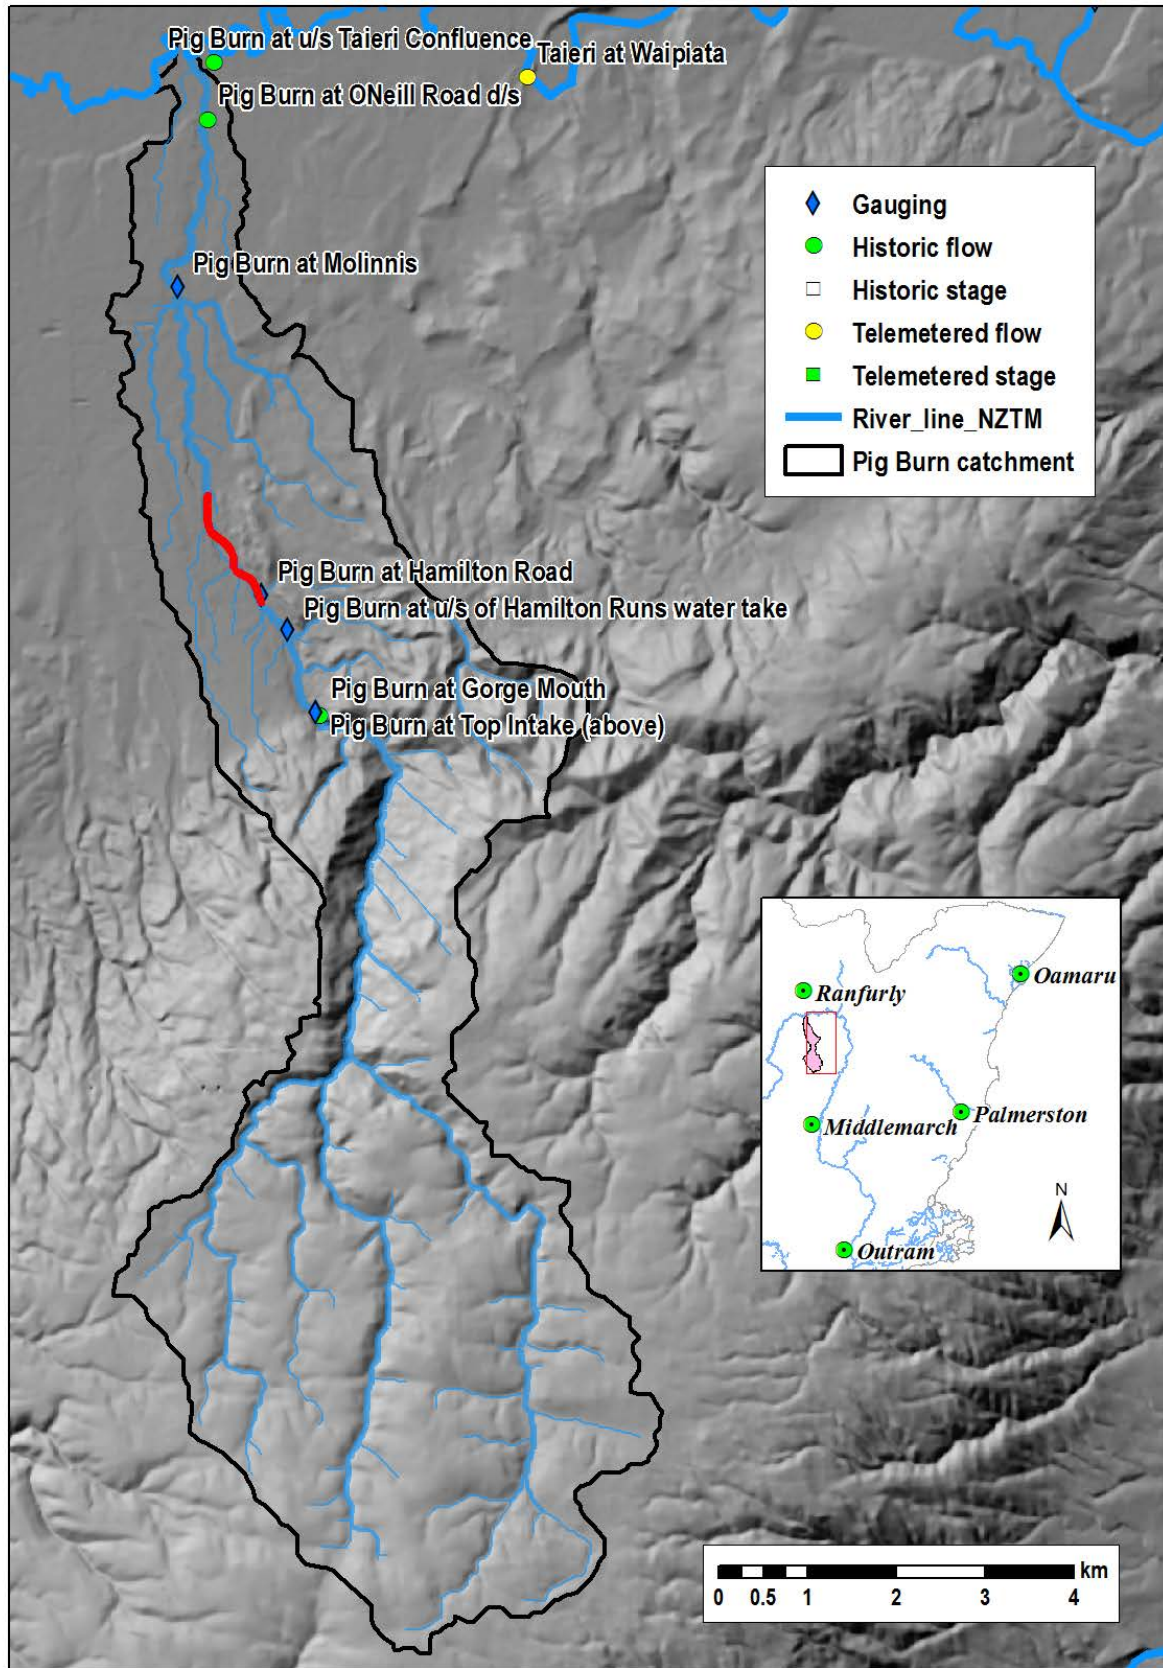 Pig Burn at u/s Taieri Confluence
Taieri at Waipiata
Pig Burn at ONeill Road d/s
Gauging
Historic flow
Historic stage
Telemetered flow
Telemetered stage
River_line_NZTM
Pig Burn catchment
Pig Burn at Molinnis
Pig Burn at Hamilton Road
Pig Burn at u/s of Hamilton Runs water take
Pig Burn at Gorge Mouth
Pig Burn at Top Intake (above)
Oamaru
Ranfurly
Palmerston
Middlemarch
N
Outram
km
0 0.5 1 2 3 4